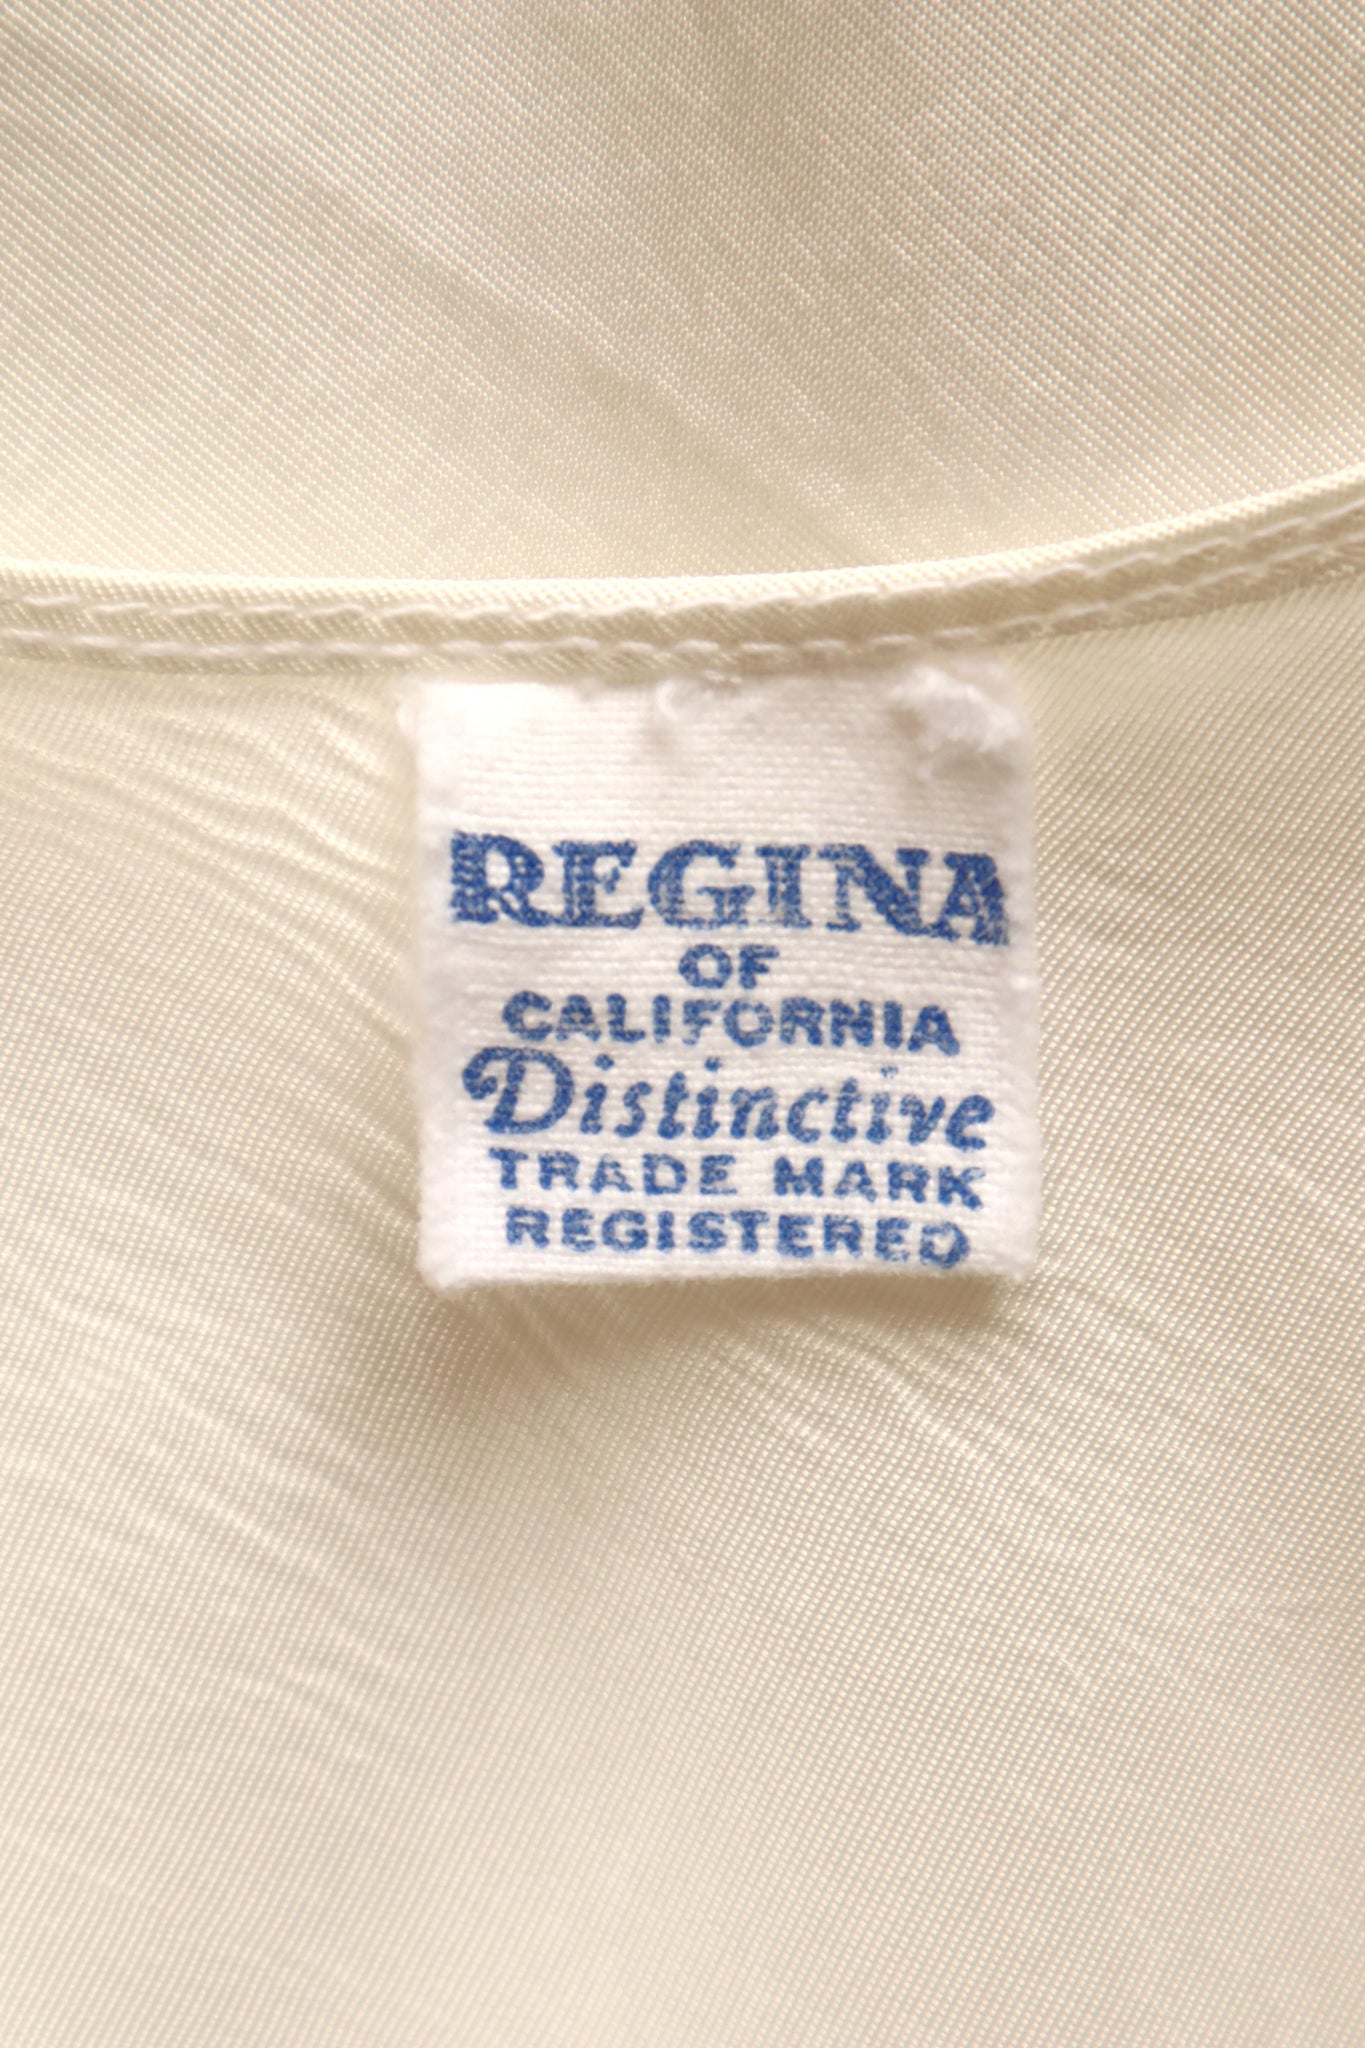 REGINA
OF
CALIFORNIA
Distinctive
TRADE MARK
REGISTERED